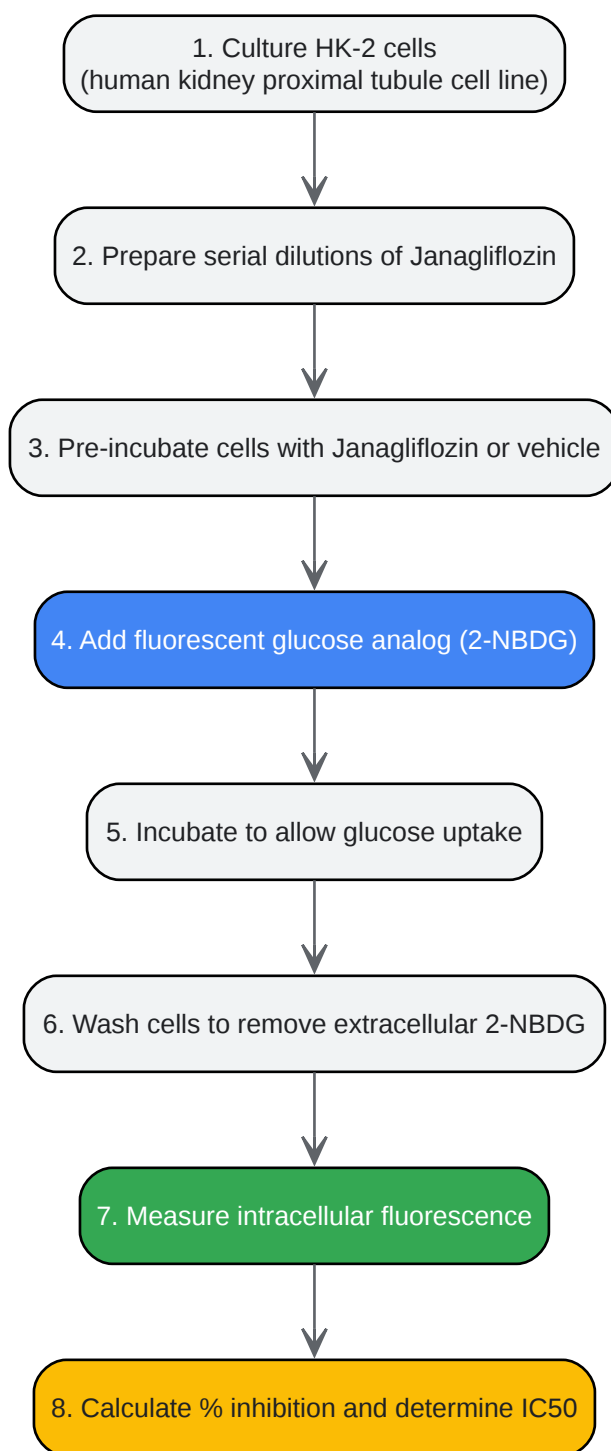 1. Culture HK-2 cells
(human kidney proximal tubule cell line)
2. Prepare serial dilutions of Janagliflozin
3. Pre-incubate cells with Janagliflozin or vehicle
4. Add fluorescent glucose analog (2-NBDG)
5. Incubate to allow glucose uptake
6. Wash cells to remove extracellular 2-NBDG
7. Measure intracellular fluorescence
8. Calculate % inhibition and determine IC50